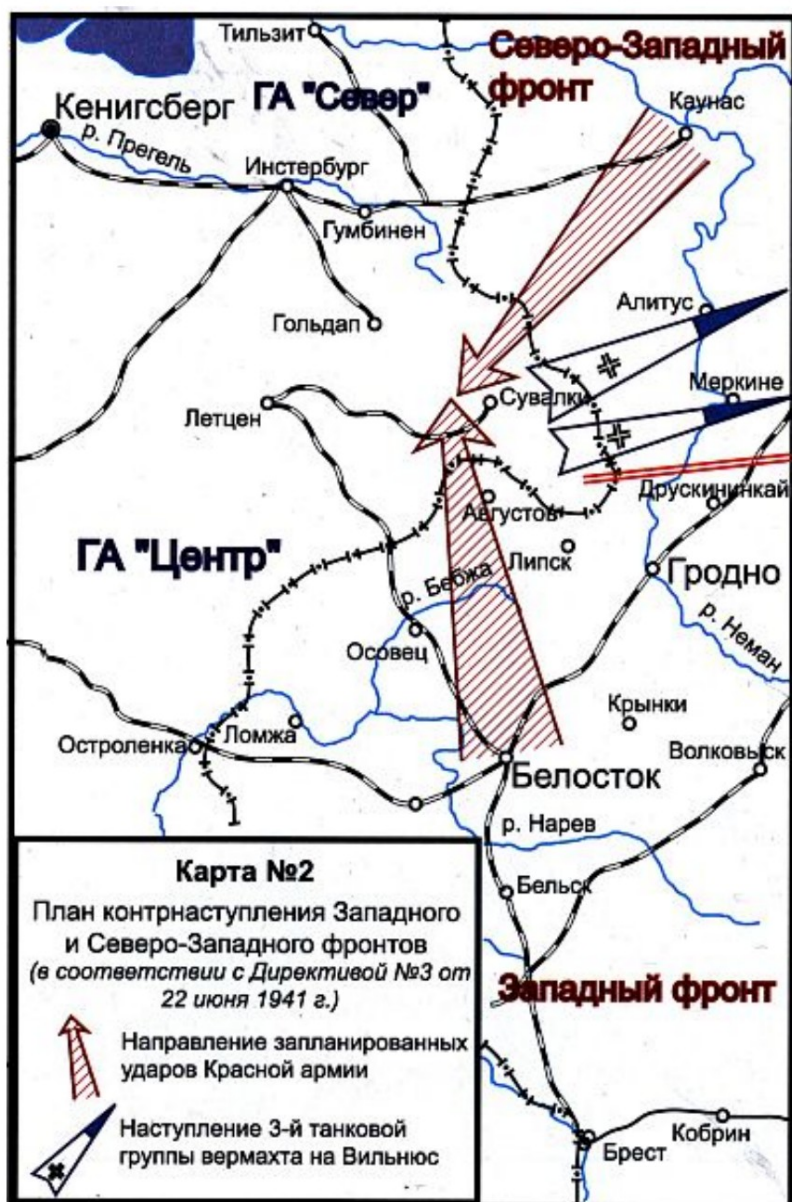 Тильзит
Северо-Западный
фронт
ГА "Север"
Кенигсберг
Каунас
р. Прегель
Инстербург
Гумбинен
Гольдап
Алитус
Летцен
Сувалки
Меркине
Августов
Друскининкай
ГА "Центр"
Липск
Гродно
р. Бебжа
Осовец
р. Неман
Крынки
Ломжа
Остроленка
Волковыск
Белосток
р. Нарев
Бельск
Западный фронт
Брест
Кобрин
Карта №2
План контрнаступления Западного
и Северо-Западного фронтов
(в соответствии с Директивой №3 от
22 июня 1941 г.)
Направление запланированных
ударов Красной армии
Наступление 3-й танковой
группы вермахта на Вильнюс